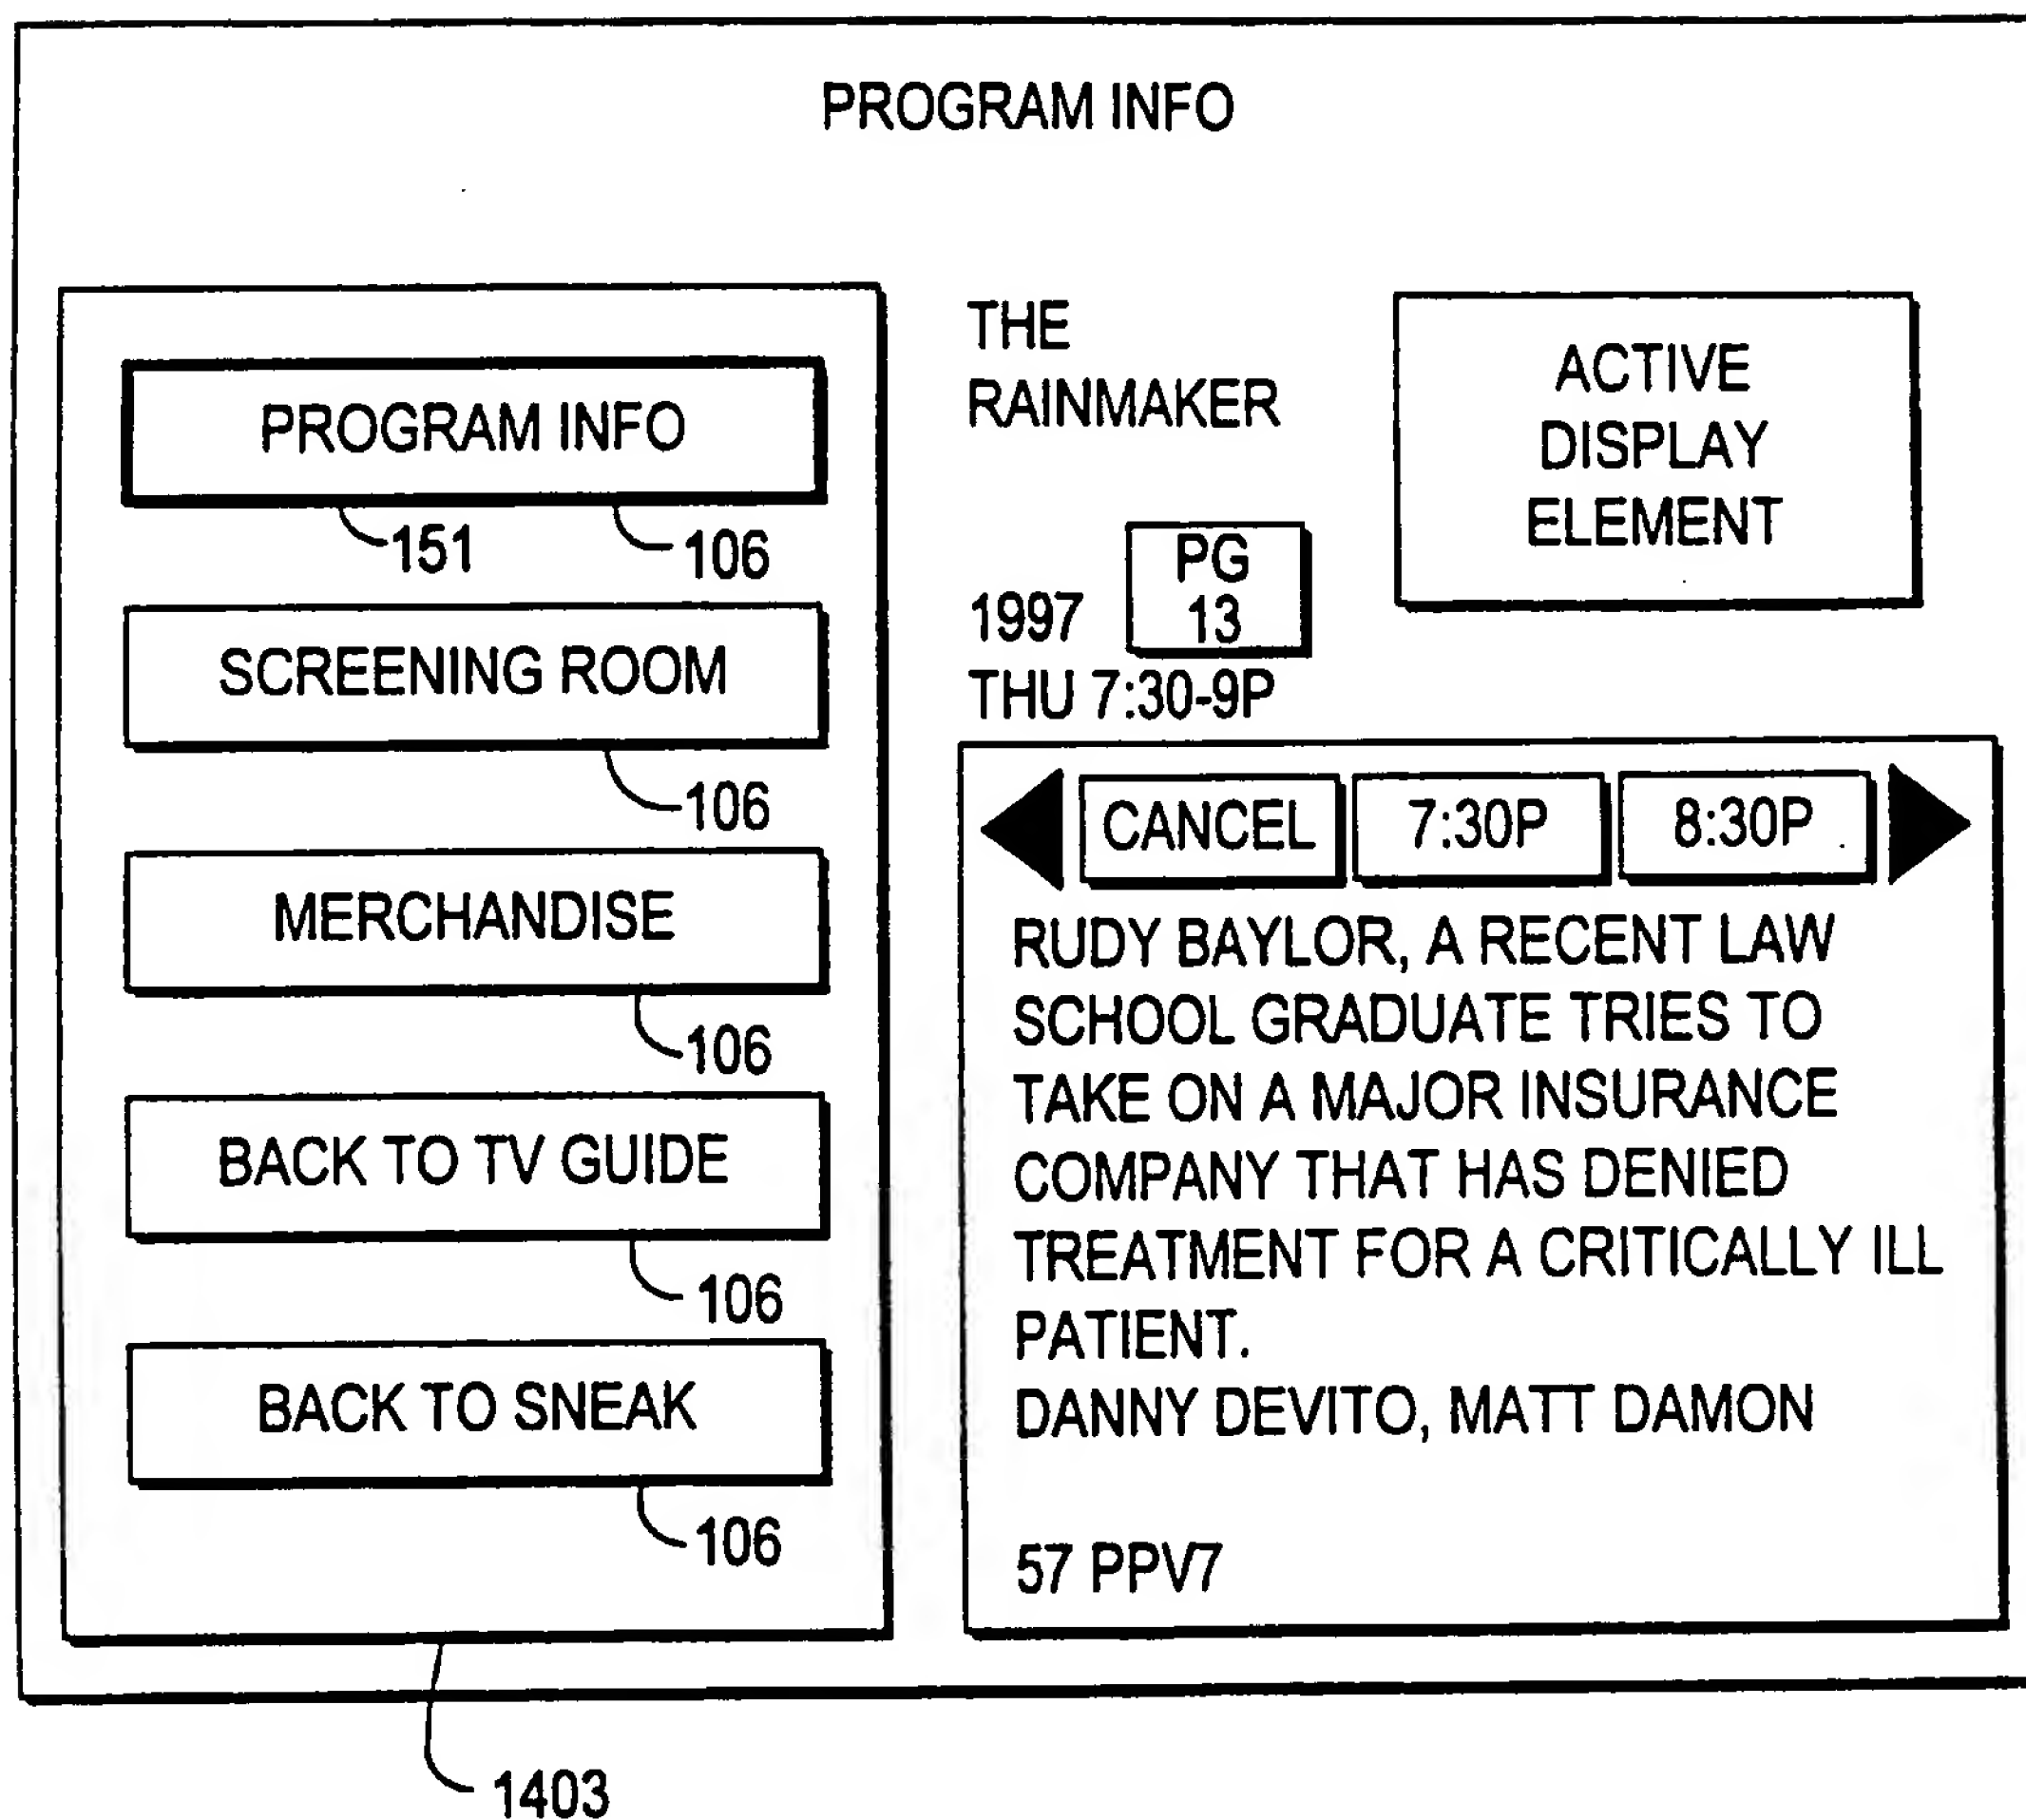 PROGRAM INFO
PROGRAM INFO
151
106
SCREENING ROOM
106
MERCHANDISE
106
BACK TO TV GUIDE
106
BACK TO SNEAK
106
1403
THE
RAINMAKER
1997
PG
13
THU 7:30-9P
ACTIVE
DISPLAY
ELEMENT
CANCEL
7:30P
8:30P
RUDY BAYLOR, A RECENT LAW
SCHOOL GRADUATE TRIES TO
TAKE ON A MAJOR INSURANCE
COMPANY THAT HAS DENIED
TREATMENT FOR A CRITICALLY ILL
PATIENT.
DANNY DEVITO, MATT DAMON
57 PPV7